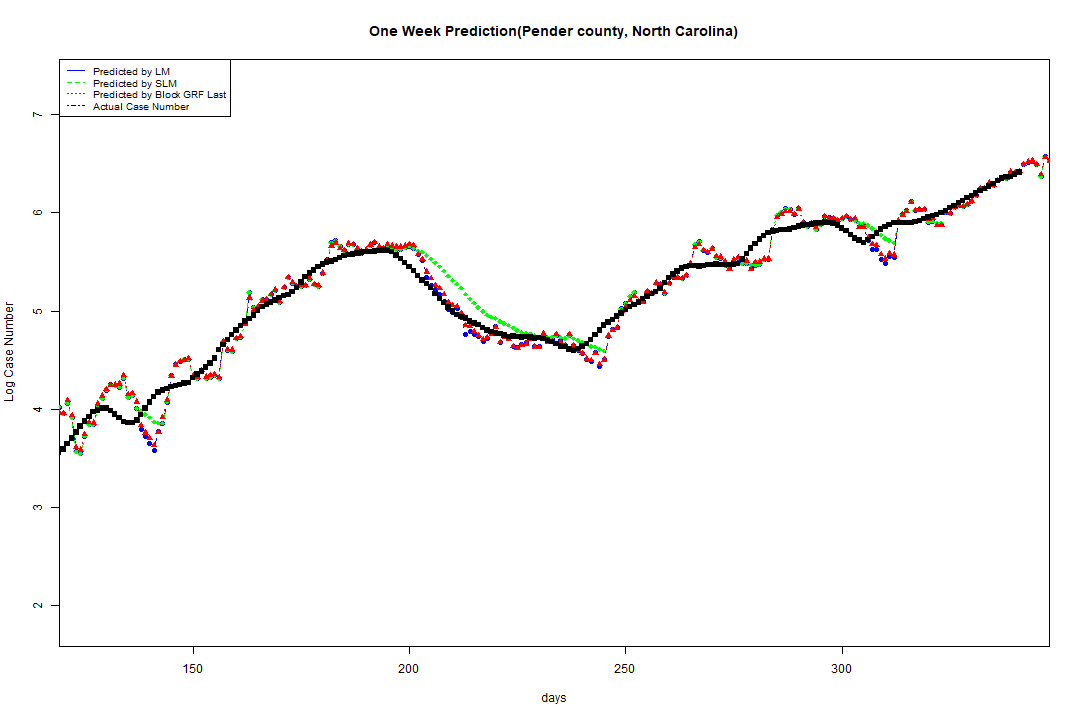 One Week Prediction(Pender county, North Carolina)
Predicted by LM
Predicted by SLM
Predicted by Block GRF Last
Actual Case Number
7
6
5
4
3
2
Log Case Number
150 200 250 300
days